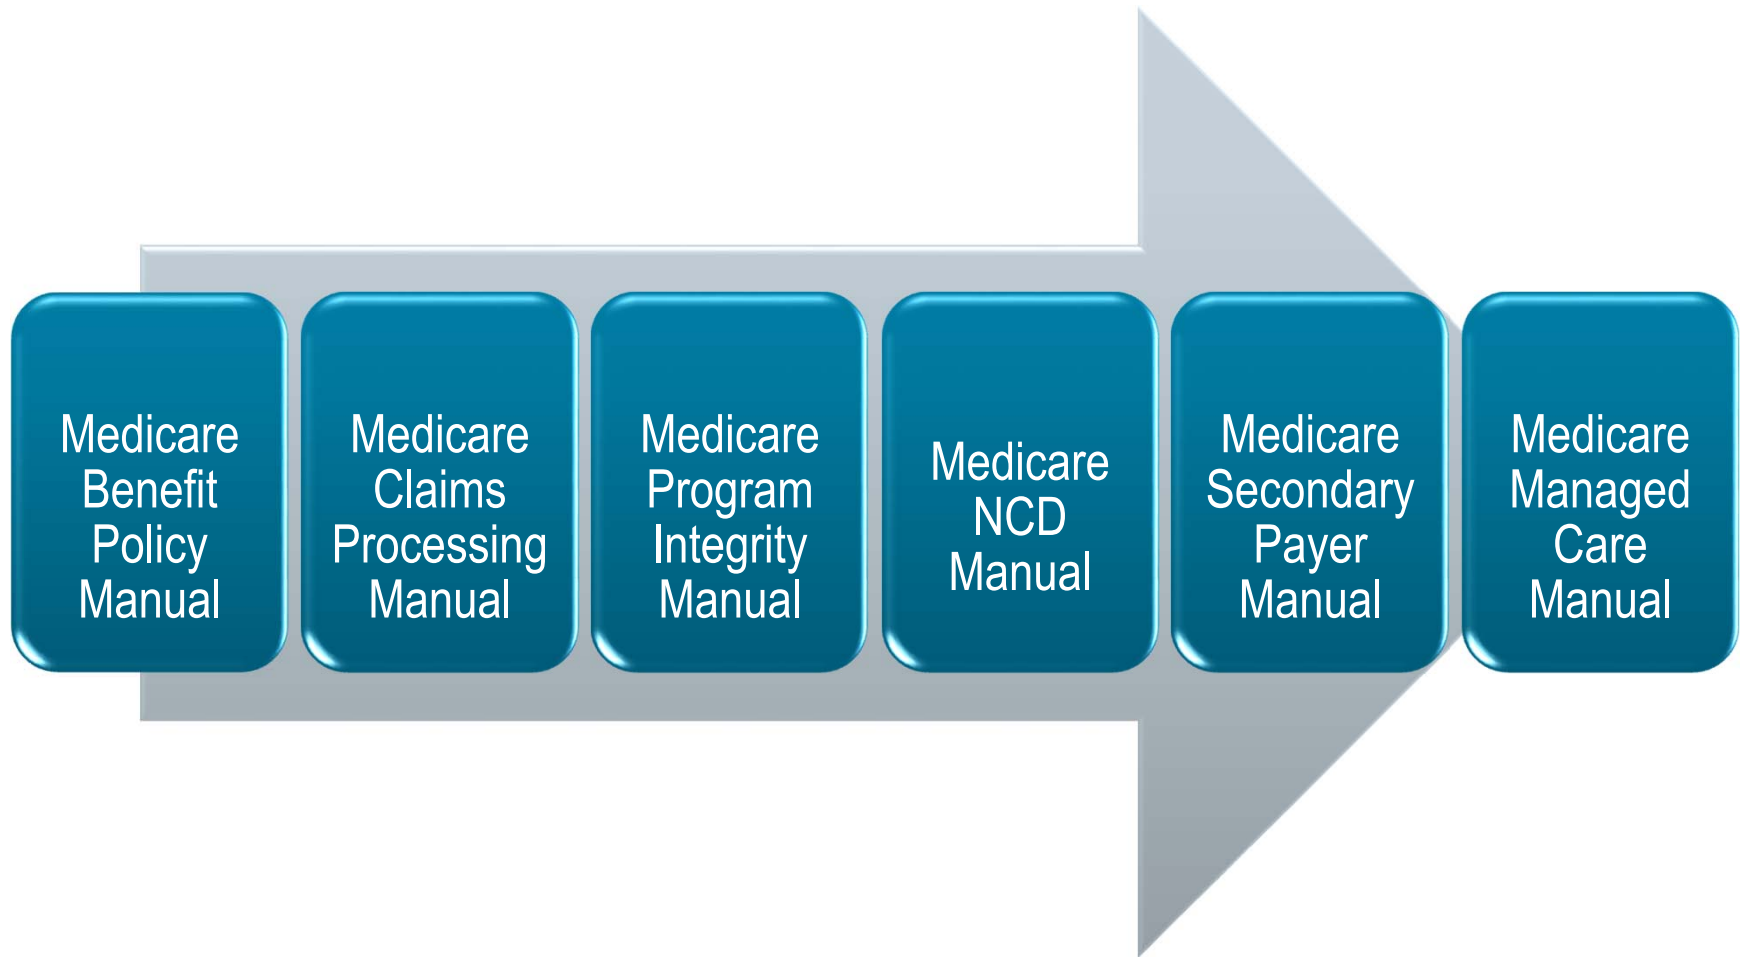 Medicare
Benefit
Policy
Manual
Medicare
Claims
Processing
Manual
Medicare
Program
Integrity
Manual
Medicare
NCD
Manual
Medicare
Secondary
Payer
Manual
Medicare
Managed
Care
Manual